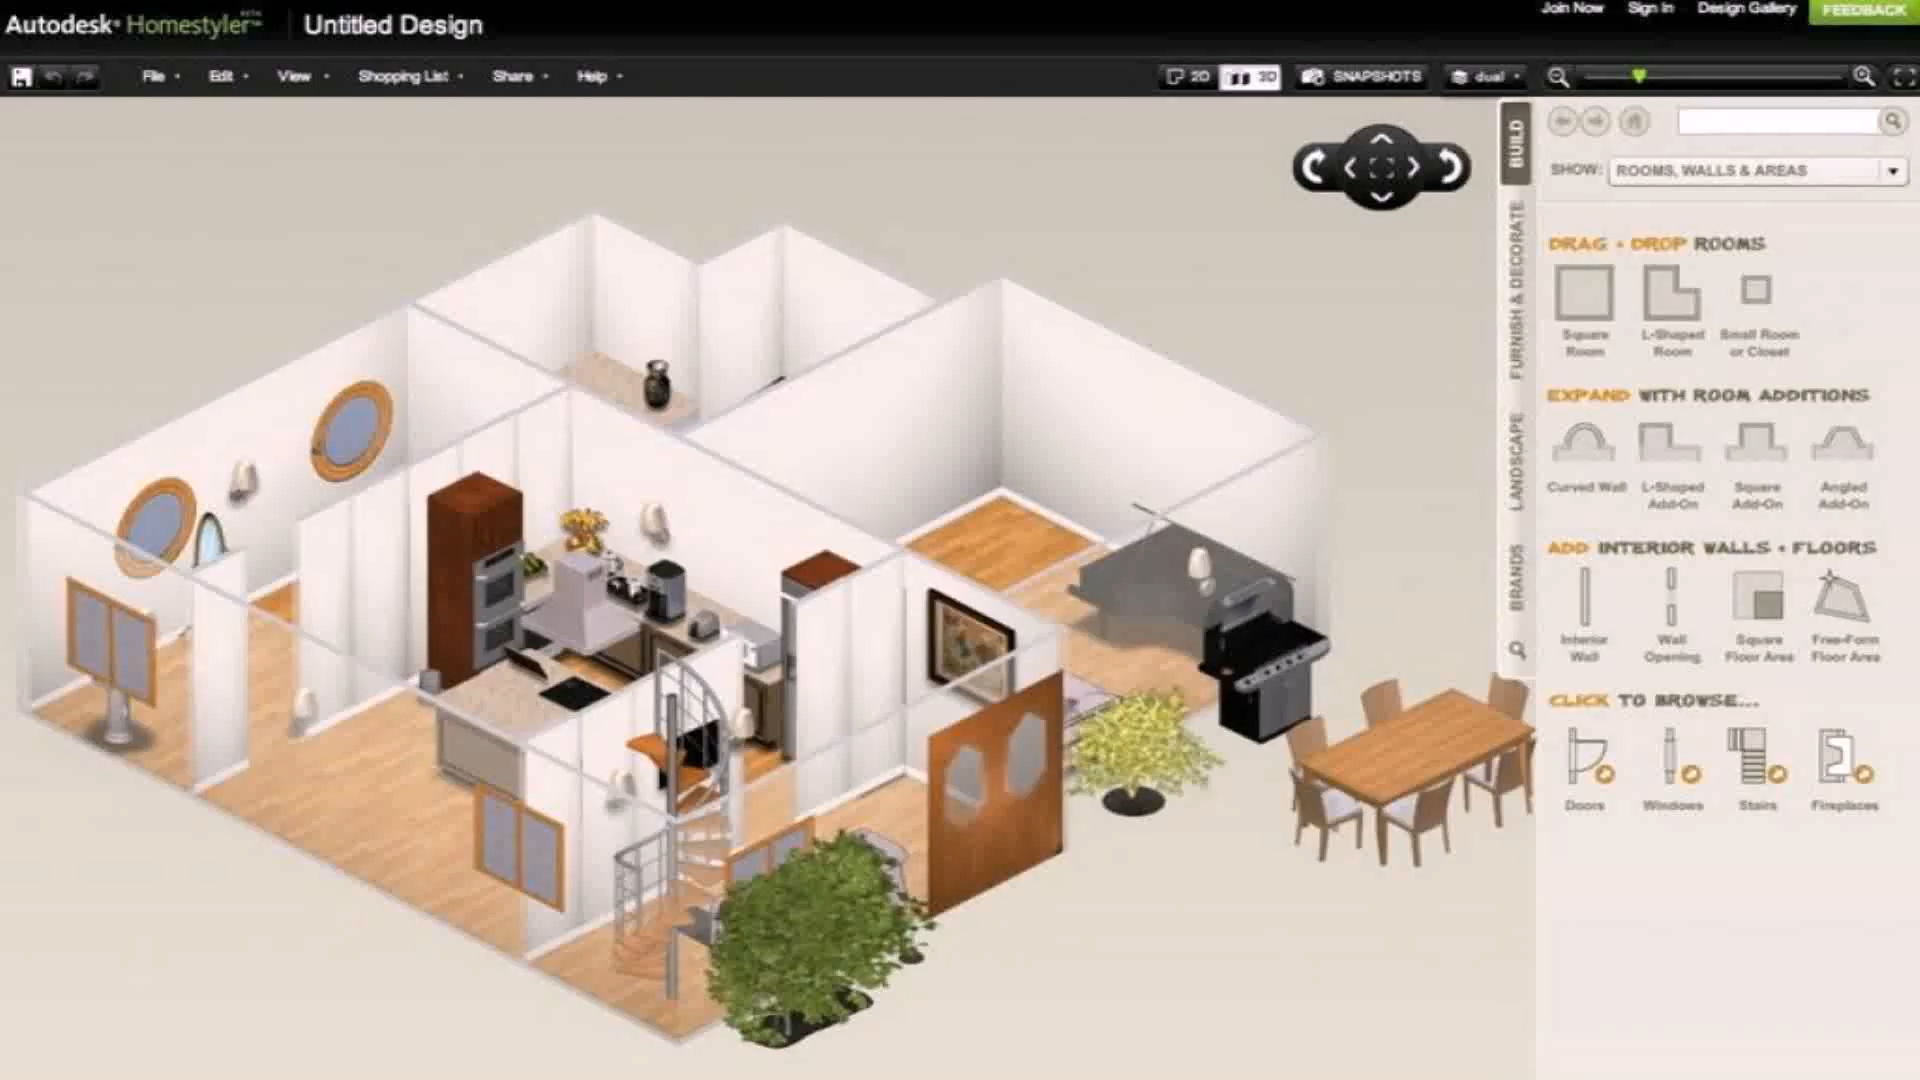 Autodesk® Homestyler™ BETA
Untitled Design
Join Now
Sign In
Design Gallery
FEEDBACK
File
Edit
View
Shopping List
Share
Help
2D
3D
SNAPSHOTS
dual
BUILD
FURNISH & DECORATE
LANDSCAPE
BRANDS
SHOW: ROOMS, WALLS & AREAS
DRAG + DROP ROOMS
Square Room
L-Shaped Room
Small Room or Closet
EXPAND WITH ROOM ADDITIONS
Curved Wall
L-Shaped Add-On
Square Add-On
Angled Add-On
ADD INTERIOR WALLS + FLOORS
Interior Wall
Wall Opening
Square Floor Area
Free-Form Floor Area
CLICK TO BROWSE...
Doors
Windows
Stairs
Fireplaces